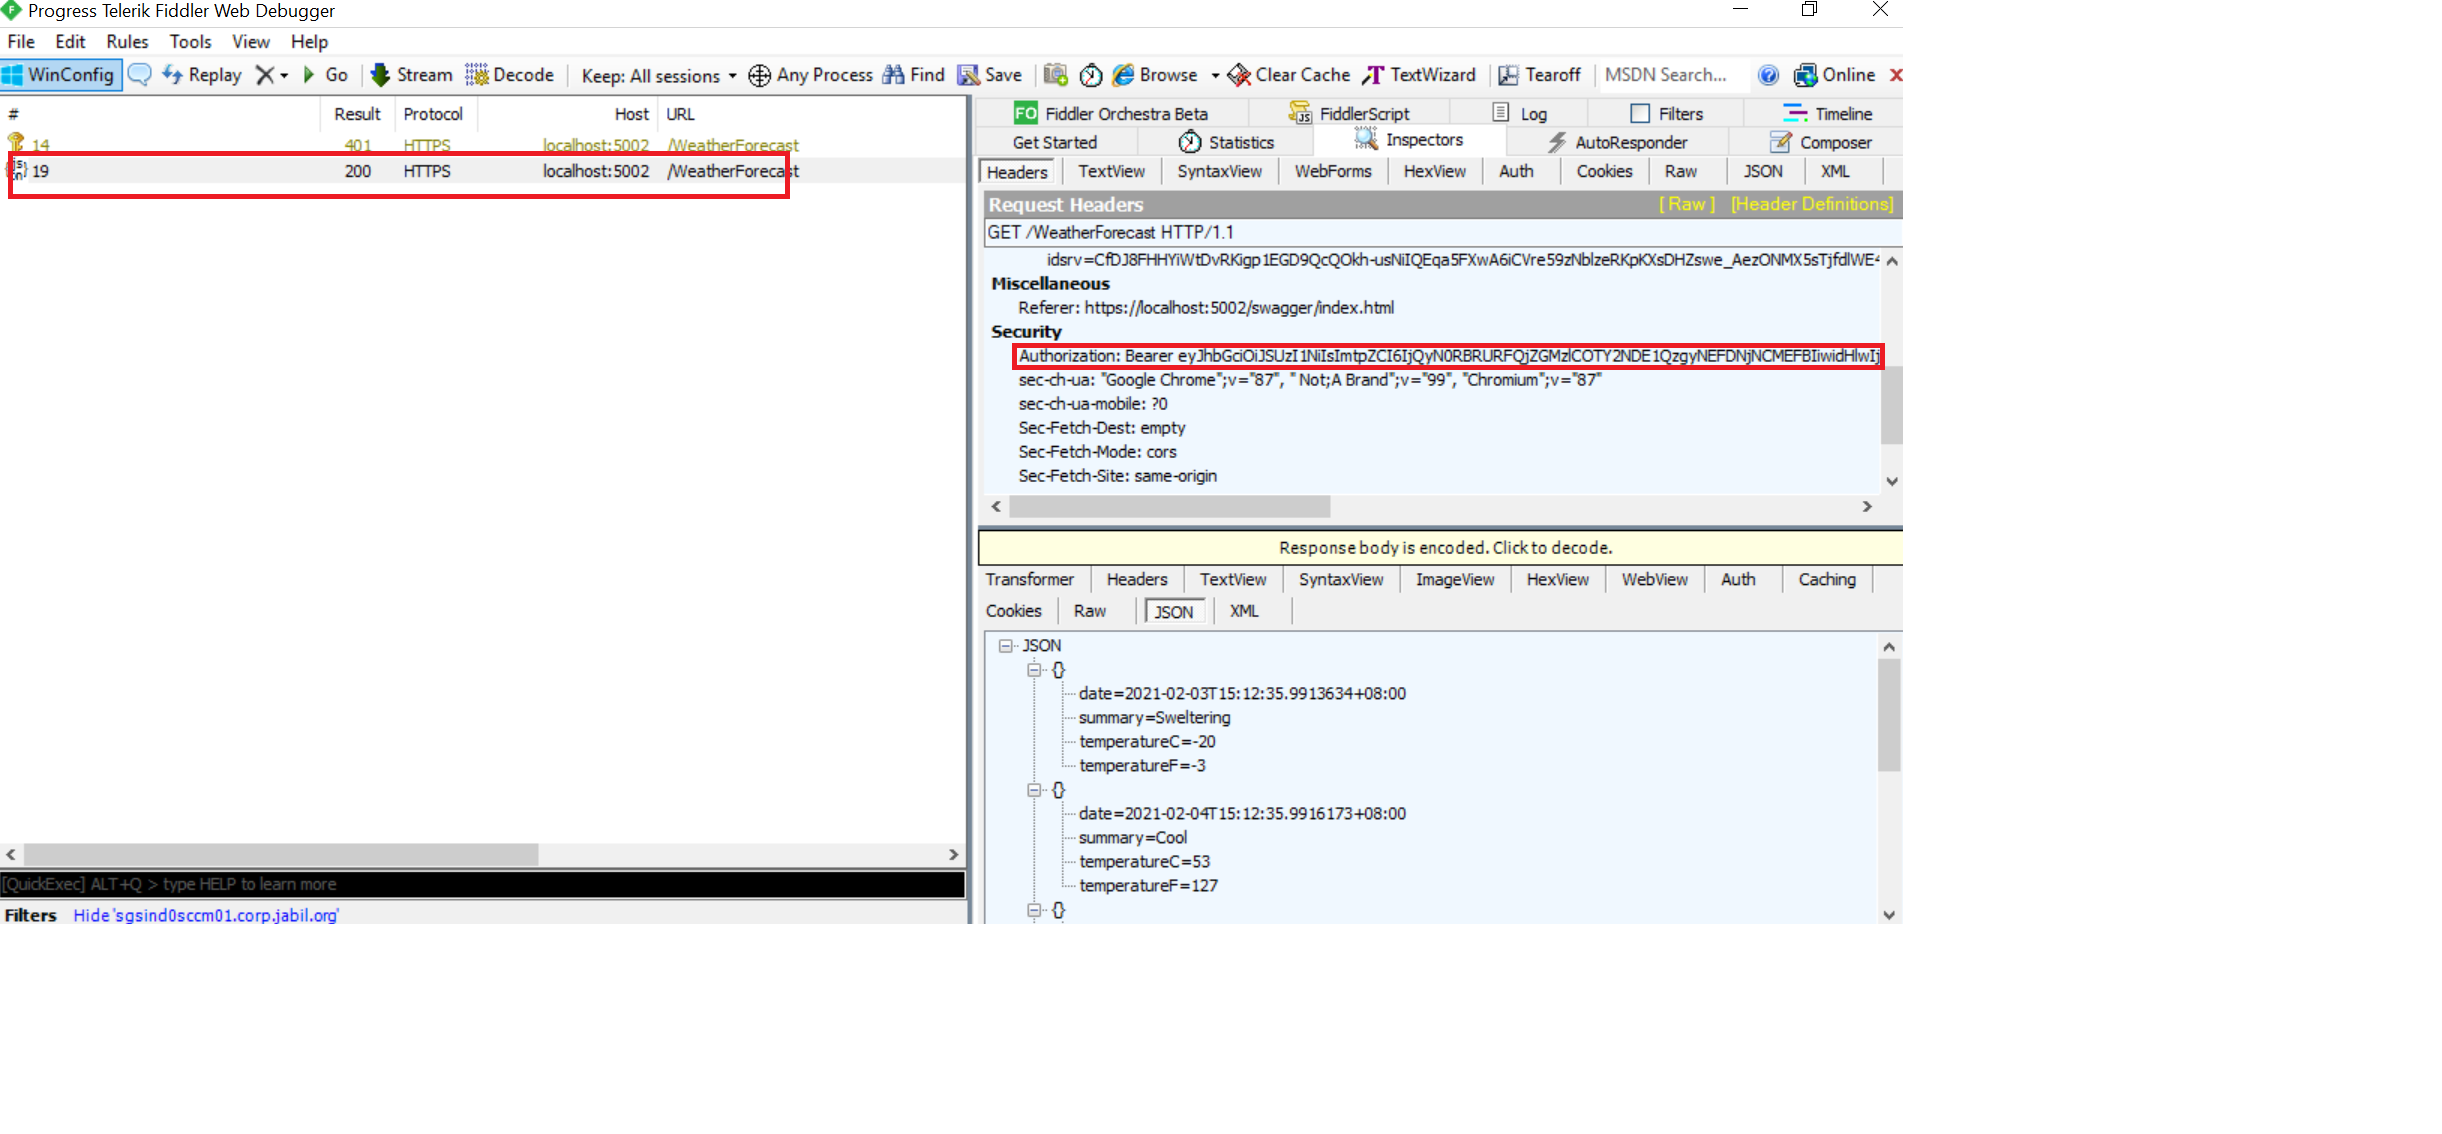 Progress Telerik Fiddler Web Debugger
File Edit Rules Tools View Help
WinConfig Replay Go Stream Decode Keep: All sessions Any Process Find Save Browse Clear Cache TextWizard Tearoff MSDN Search... Online
# Result Protocol Host URL
14 401 HTTPS localhost:5002 /WeatherForecast
19 200 HTTPS localhost:5002 /WeatherForecast
[QuickExec] ALT+Q > type HELP to learn more
Filters Hide 'sgsind0sccm01.corp.jabil.org'
FO Fiddler Orchestra Beta FiddlerScript Log Filters Timeline
Get Started Statistics Inspectors AutoResponder Composer
Headers TextView SyntaxView WebForms HexView Auth Cookies Raw JSON XML
Request Headers [ Raw ] [Header Definitions]
GET /WeatherForecast HTTP/1.1
Miscellaneous
Referer: https://localhost:5002/swagger/index.html
Security
Authorization: Bearer
sec-ch-ua: "Google Chrome";v="87", " Not;A Brand";v="99", "Chromium";v="87"
sec-ch-ua-mobile: ?0
Sec-Fetch-Dest: empty
Sec-Fetch-Mode: cors
Sec-Fetch-Site: same-origin
Response body is encoded. Click to decode.
Transformer Headers TextView SyntaxView ImageView HexView WebView Auth Caching
Cookies Raw JSON XML
JSON
{}
date=2021-02-03T15:12:35.9913634+08:00
summary=Sweltering
temperatureC=-20
temperatureF=-3
{}
date=2021-02-04T15:12:35.9916173+08:00
summary=Cool
temperatureC=53
temperatureF=127
{}